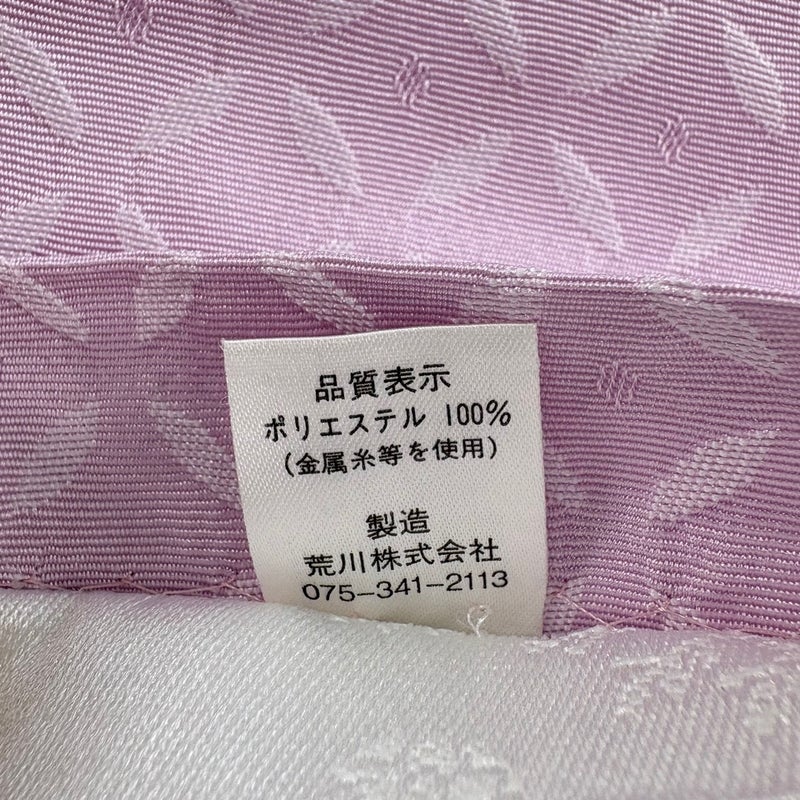 品質表示
ポリエステル 100%
(金属糸等を使用)
製造
荒川株式会社
075-341-2113